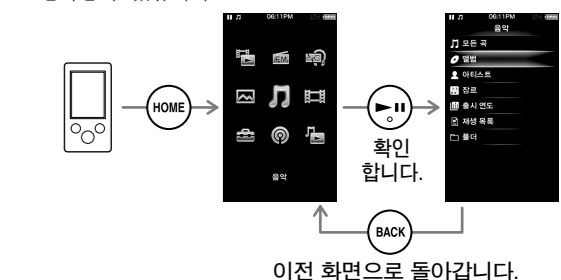 06:11PM
06:11PM
음악
모든 곡
앨범
아티스트
장르
출시 연도
재생 목록
폴더
FM
음악
HOME
확인
합니다.
BACK
이전 화면으로 돌아갑니다.